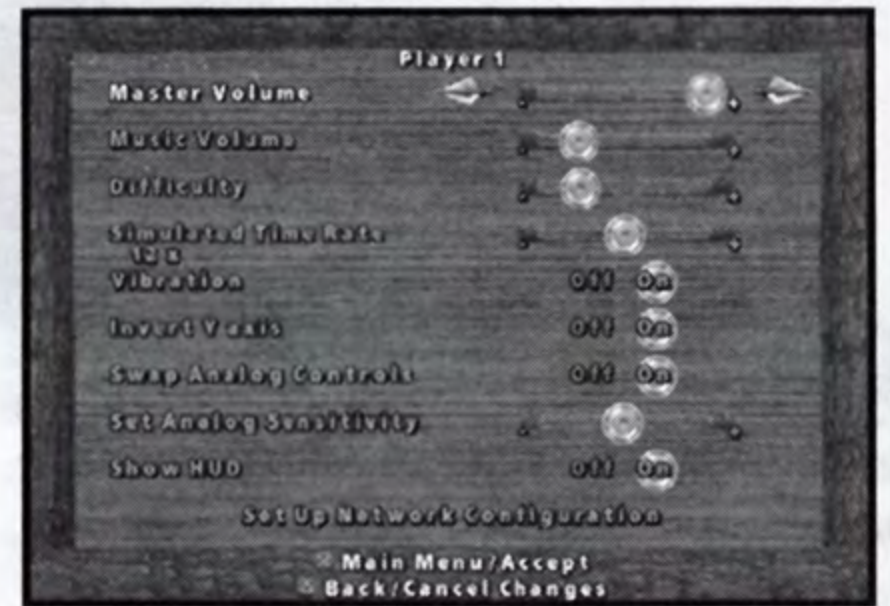 Player 1
Master Volume
Music Volume
Difficulty
Simulated Time Rate
12 x
Vibration Off On
Invert Y axis Off On
Swap Analog Controls Off On
Set Analog Sensitivity
Show HUD Off On
Set Up Network Configuration
Main Menu/Accept
Back/Cancel Changes